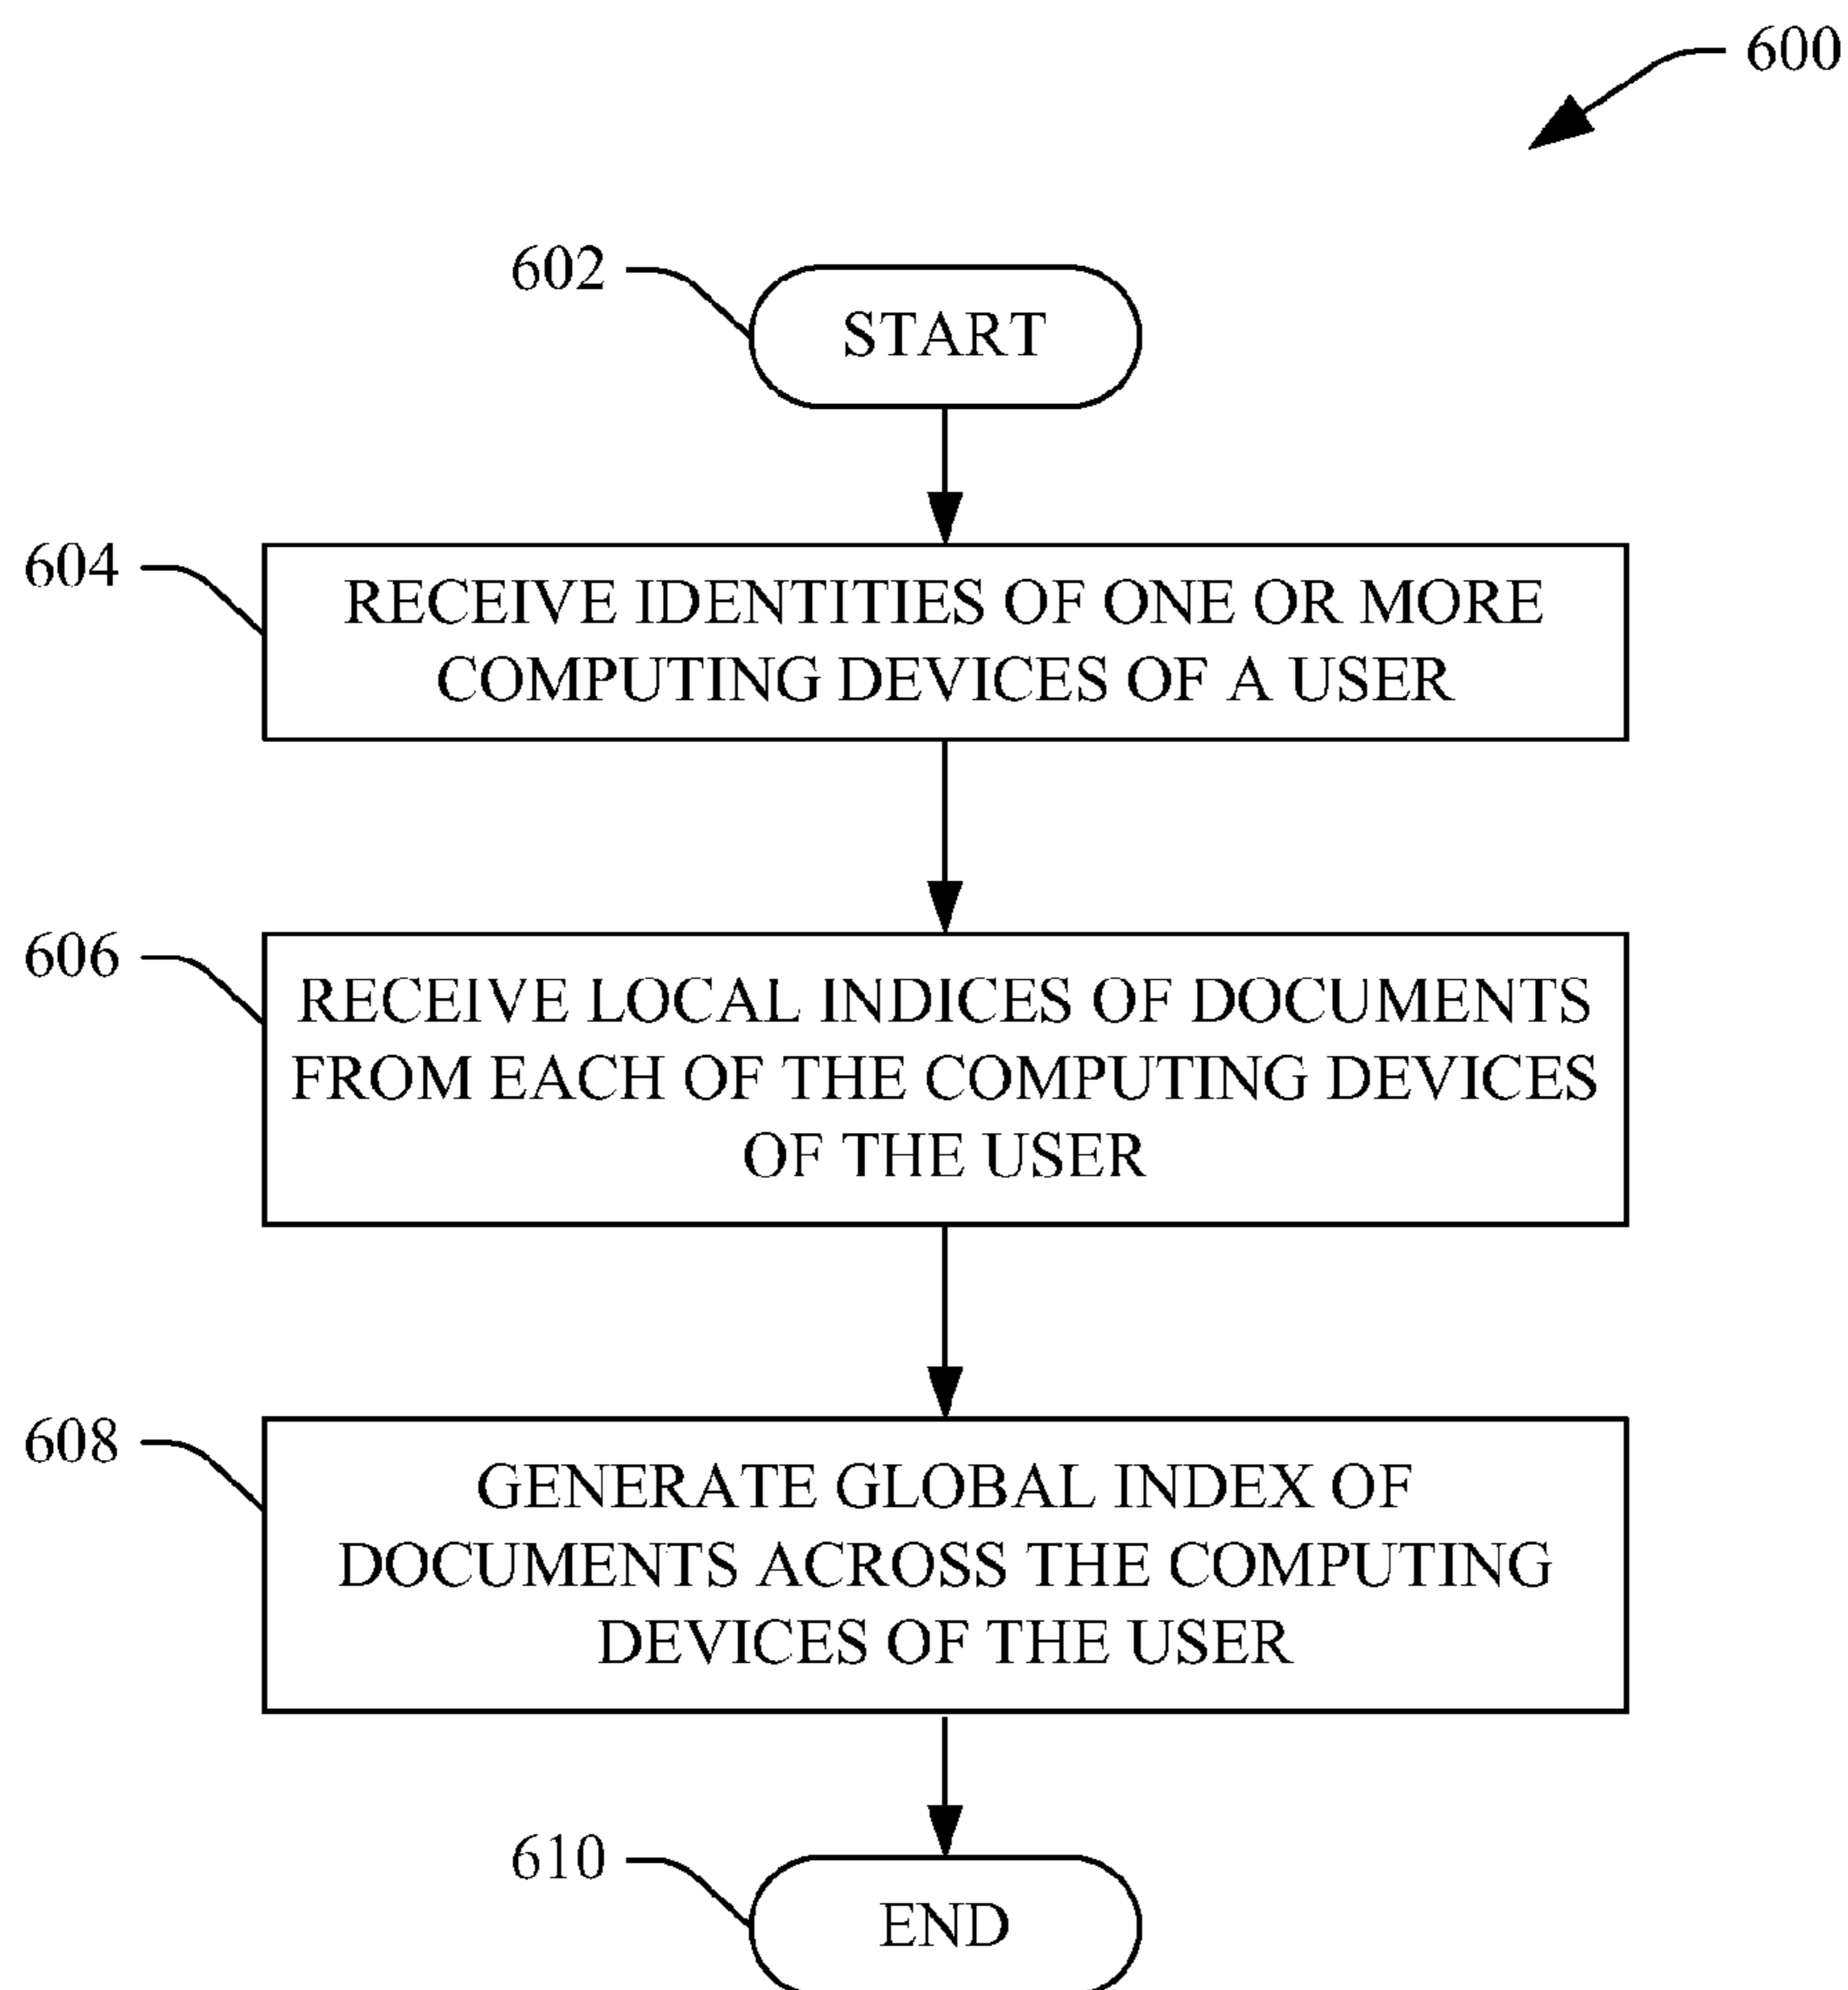 600
602
START
604
RECEIVE IDENTITIES OF ONE OR MORE
COMPUTING DEVICES OF A USER
606
RECEIVE LOCAL INDICES OF DOCUMENTS
FROM EACH OF THE COMPUTING DEVICES
OF THE USER
608
GENERATE GLOBAL INDEX OF
DOCUMENTS ACROSS THE COMPUTING
DEVICES OF THE USER
610
END